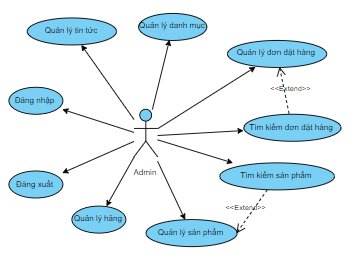 Quản lý tin tức
Quản lý danh mục
Quản lý đơn đặt hàng
<<Extend>>
Đăng nhập
Tìm kiếm đơn đặt hàng
Admin
Tìm kiếm sản phẩm
Đăng xuất
<<Extend>>
Quản lý hãng
Quản lý sản phẩm